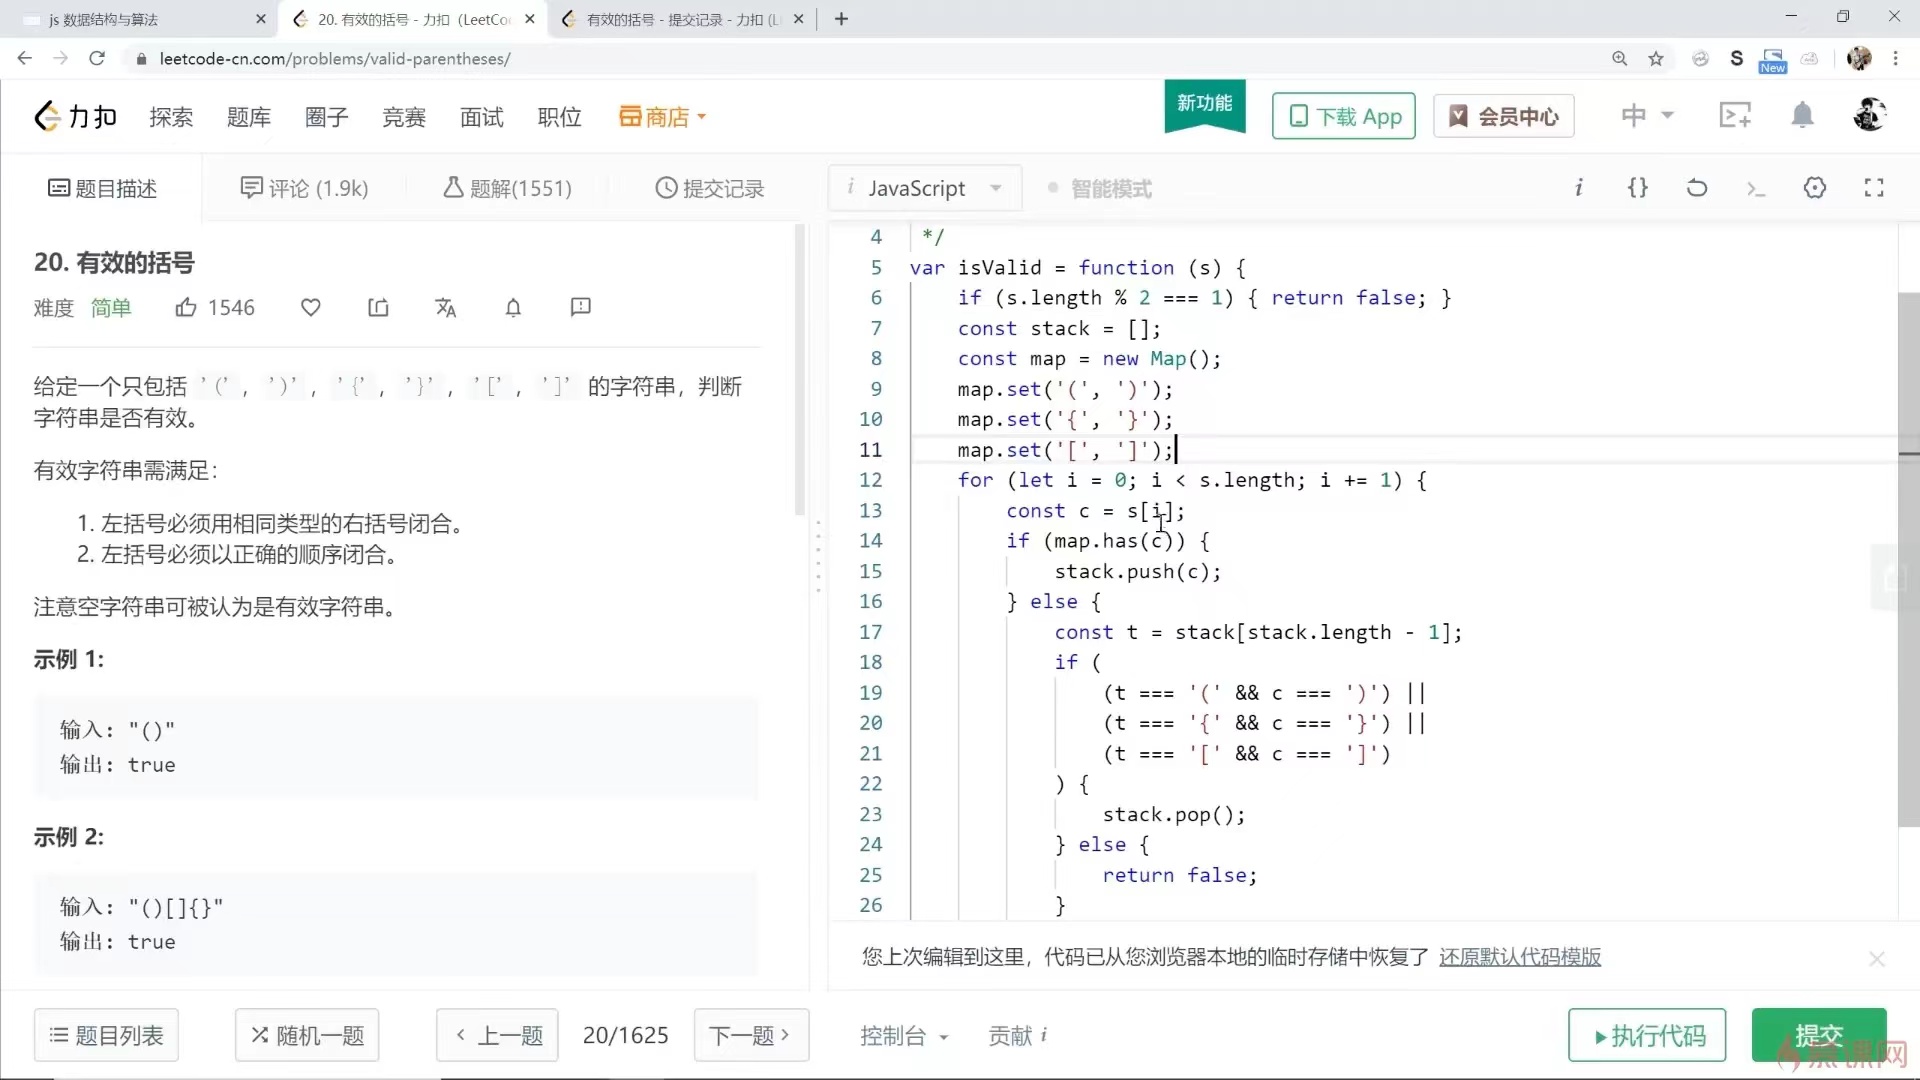 js 数据结构与算法
20. 有效的括号 - 力扣（LeetCo
有效的括号 - 提交记录 - 力扣 (L
leetcode-cn.com/problems/valid-parentheses/
S
New
力扣 探索 题库 圈子 竞赛 面试 职位 商店
新功能
下载 App
会员中心
中
题目描述 评论 (1.9k) 题解(1551) 提交记录
i JavaScript 智能模式
20. 有效的括号
难度 简单 1546
给定一个只包括 '(', ')', '{', '}', '[', ']' 的字符串，判断
字符串是否有效。
有效字符串需满足：
1. 左括号必须用相同类型的右括号闭合。
2. 左括号必须以正确的顺序闭合。
注意空字符串可被认为是有效字符串。
示例 1:
输入: "()"
输出: true
示例 2:
输入: "()[]{}"
输出: true
4 */
5 var isValid = function (s) {
6 if (s.length % 2 === 1) { return false; }
7 const stack = [];
8 const map = new Map();
9 map.set('(', ')');
10 map.set('{', '}');
11 map.set('[', ']');
12 for (let i = 0; i < s.length; i += 1) {
13 const c = s[i];
14 if (map.has(c)) {
15 stack.push(c);
16 } else {
17 const t = stack[stack.length - 1];
18 if (
19 (t === '(' && c === ')') ||
20 (t === '{' && c === '}') ||
21 (t === '[' && c === ']')
22 ) {
23 stack.pop();
24 } else {
25 return false;
26 }
您上次编辑到这里，代码已从您浏览器本地的临时存储中恢复了 还原默认代码模版
题目列表 随机一题 上一题 20/1625 下一题
控制台 贡献 i
执行代码
提交
慕课网